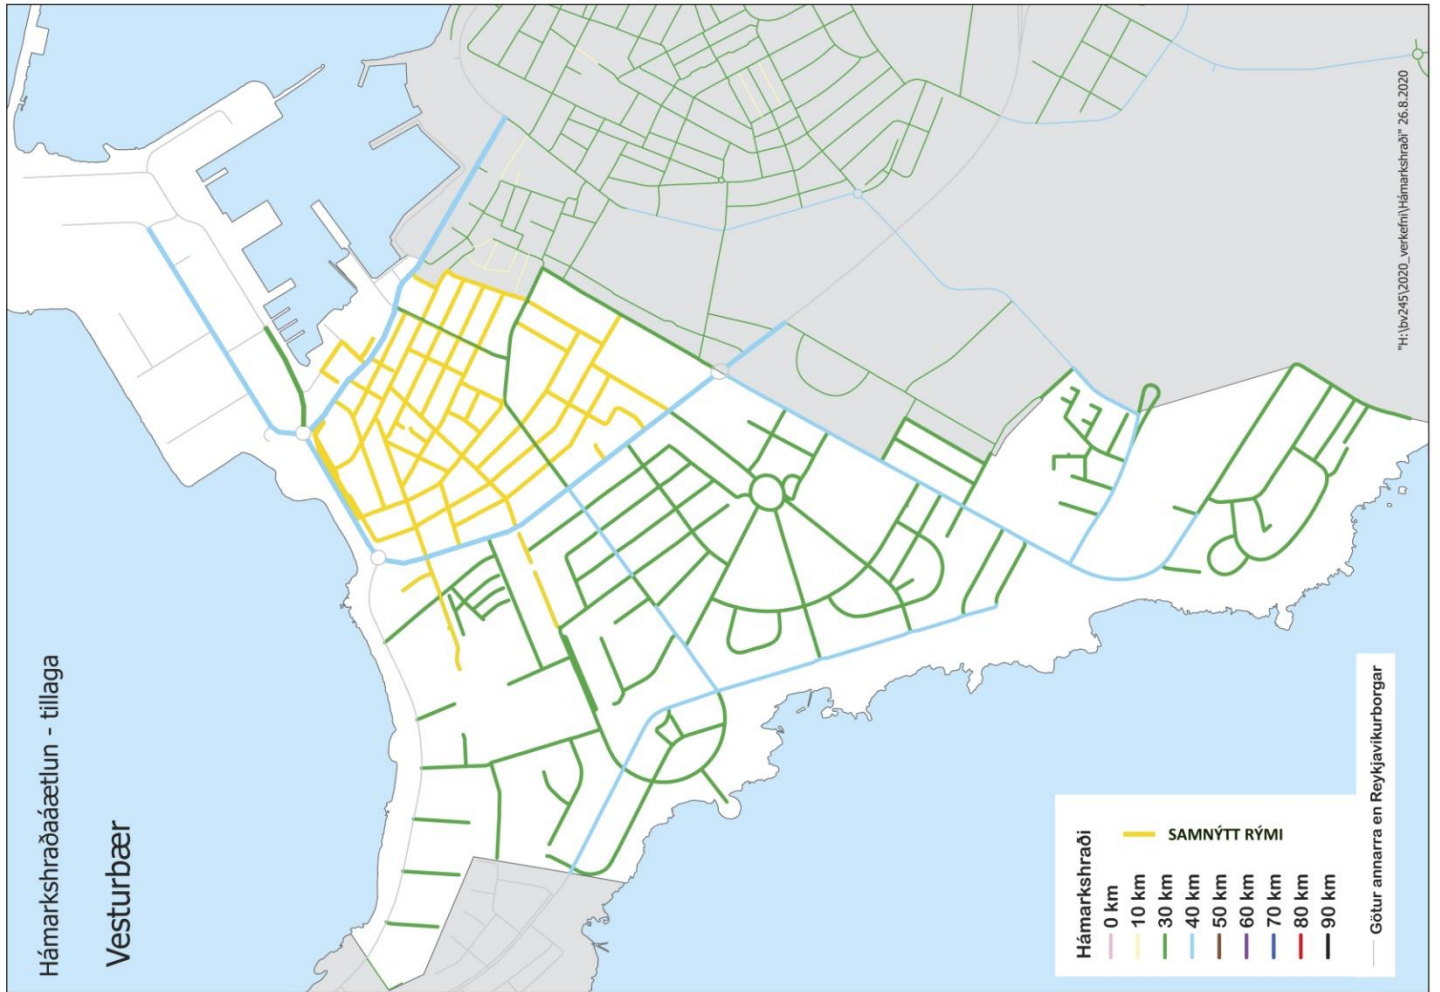 Hámarkshraðaáætlun - tillaga
Vesturbær
Hámarkshraði
0 km
10 km
30 km
40 km
50 km
60 km
70 km
80 km
90 km
SAMNÝTT RÝMI
Götur annarra en Reykjavíkurborgar
"H:\bv245\2020_verkefni\Hámarkshraði" 26.8.2020